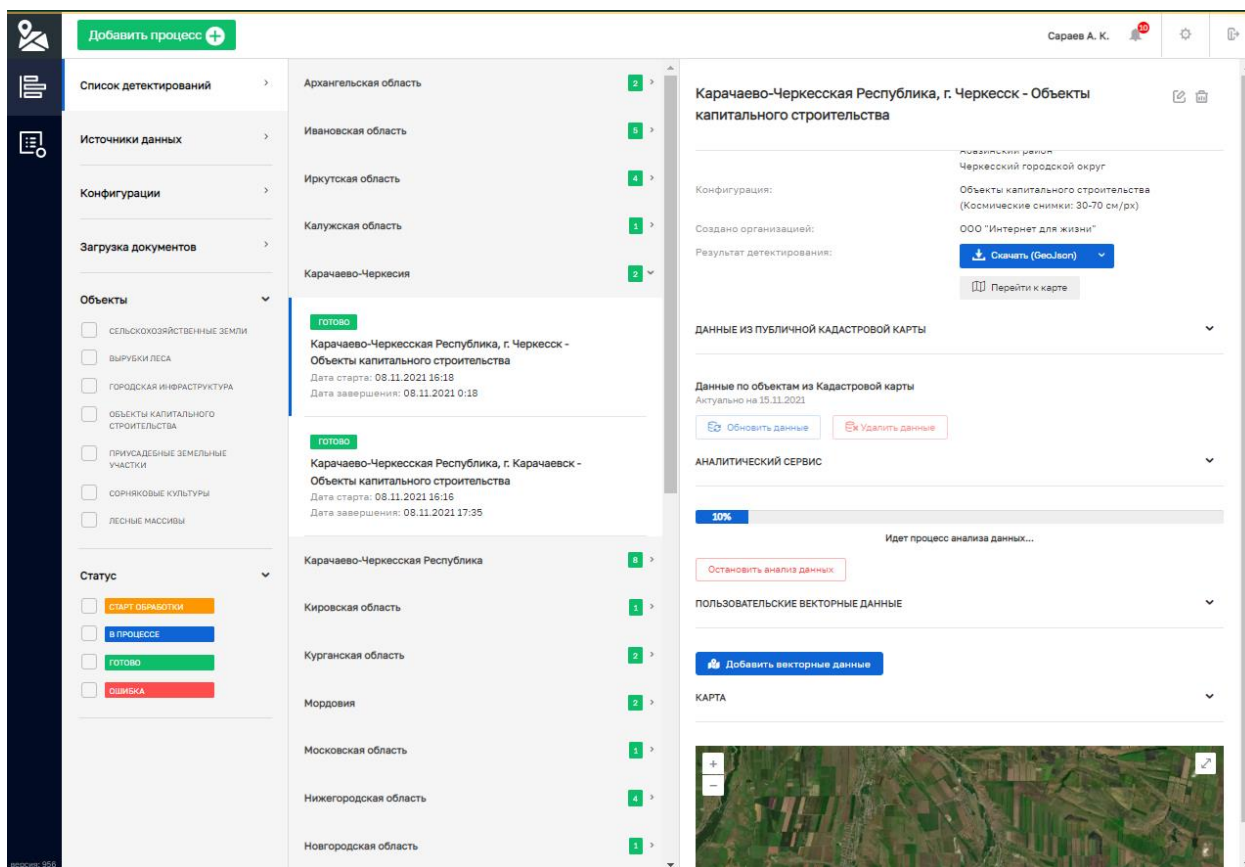 Добавить процесс
Сараев А. К.
10
Список детектирований
Источники данных
Конфигурации
Загрузка документов
Объекты
СЕЛЬСКОХОЗЯЙСТВЕННЫЕ ЗЕМЛИ
ВЫРУБКИ ЛЕСА
ГОРОДСКАЯ ИНФРАСТРУКТУРА
ОБЪЕКТЫ КАПИТАЛЬНОГО
СТРОИТЕЛЬСТВА
ПРИУСАДЕБНЫЕ ЗЕМЕЛЬНЫЕ
УЧАСТКИ
СОРНЯКОВЫЕ КУЛЬТУРЫ
ЛЕСНЫЕ МАССИВЫ
Статус
СТАРТ ОБРАБОТКИ
В ПРОЦЕССЕ
ГОТОВО
ОШИБКА
версия: 956
Архангельская область 2
Ивановская область 5
Иркутская область 4
Калужская область 1
Карачаево-Черкесия 2
ГОТОВО
Карачаево-Черкесская Республика, г. Черкесск -
Объекты капитального строительства
Дата старта: 08.11.2021 16:18
Дата завершения: 08.11.2021 0:18
ГОТОВО
Карачаево-Черкесская Республика, г. Карачаевск -
Объекты капитального строительства
Дата старта: 08.11.2021 16:16
Дата завершения: 08.11.2021 17:35
Карачаево-Черкесская Республика 8
Кировская область 1
Курганская область 2
Мордовия 2
Московская область 1
Нижегородская область 4
Новгородская область 1
Карачаево-Черкесская Республика, г. Черкесск - Объекты
капитального строительства
Абазинский район
Черкесский городской округ
Конфигурация: Объекты капитального строительства
(Космические снимки: 30-70 см/px)
Создано организацией: ООО "Интернет для жизни"
Результат детектирования: Скачать (GeoJson)
Перейти к карте
ДАННЫЕ ИЗ ПУБЛИЧНОЙ КАДАСТРОВОЙ КАРТЫ
Данные по объектам из Кадастровой карты
Актуально на 15.11.2021
Обновить данные Удалить данные
АНАЛИТИЧЕСКИЙ СЕРВИС
10%
Идет процесс анализа данных...
Остановить анализ данных
ПОЛЬЗОВАТЕЛЬСКИЕ ВЕКТОРНЫЕ ДАННЫЕ
Добавить векторные данные
КАРТА
+
−